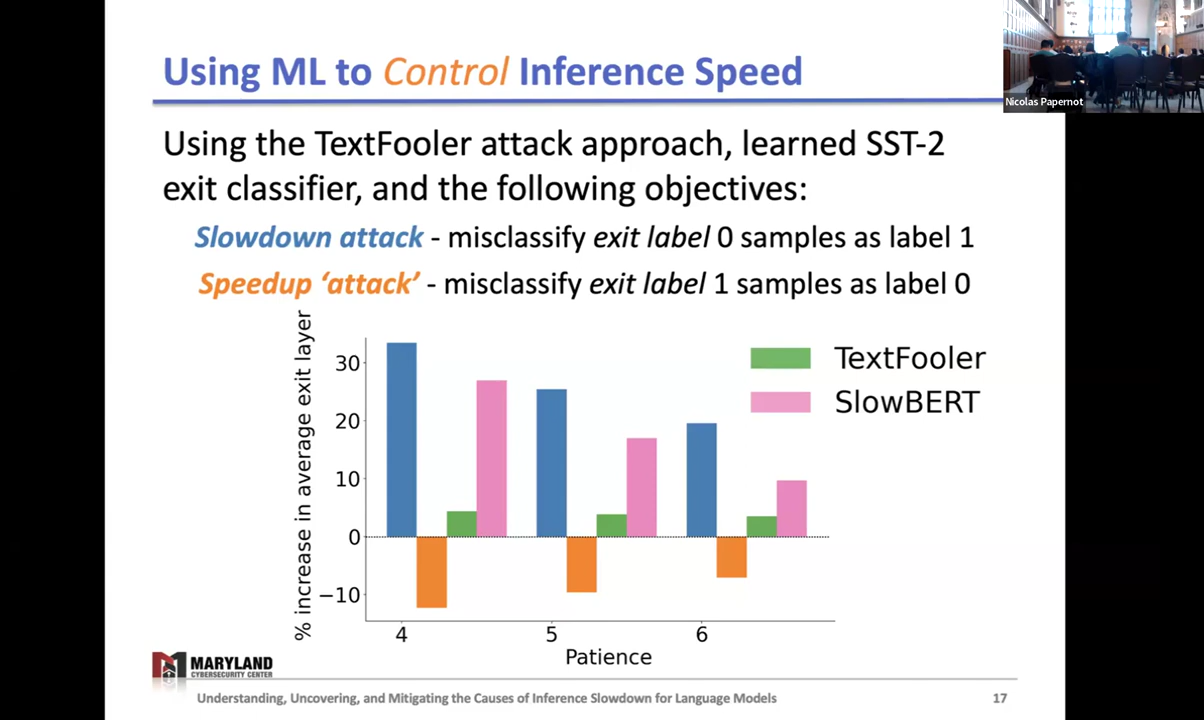 Using ML to Control Inference Speed
Nicolas Papernot
Using the TextFooler attack approach, learned SST-2
exit classifier, and the following objectives:
Slowdown attack - misclassify exit label 0 samples as label 1
Speedup ‘attack’ - misclassify exit label 1 samples as label 0
% increase in average exit layer
30
20
10
0
−10
4 5 6
Patience
TextFooler
SlowBERT
MARYLAND
CYBERSECURITY CENTER
Understanding, Uncovering, and Mitigating the Causes of Inference Slowdown for Language Models
17